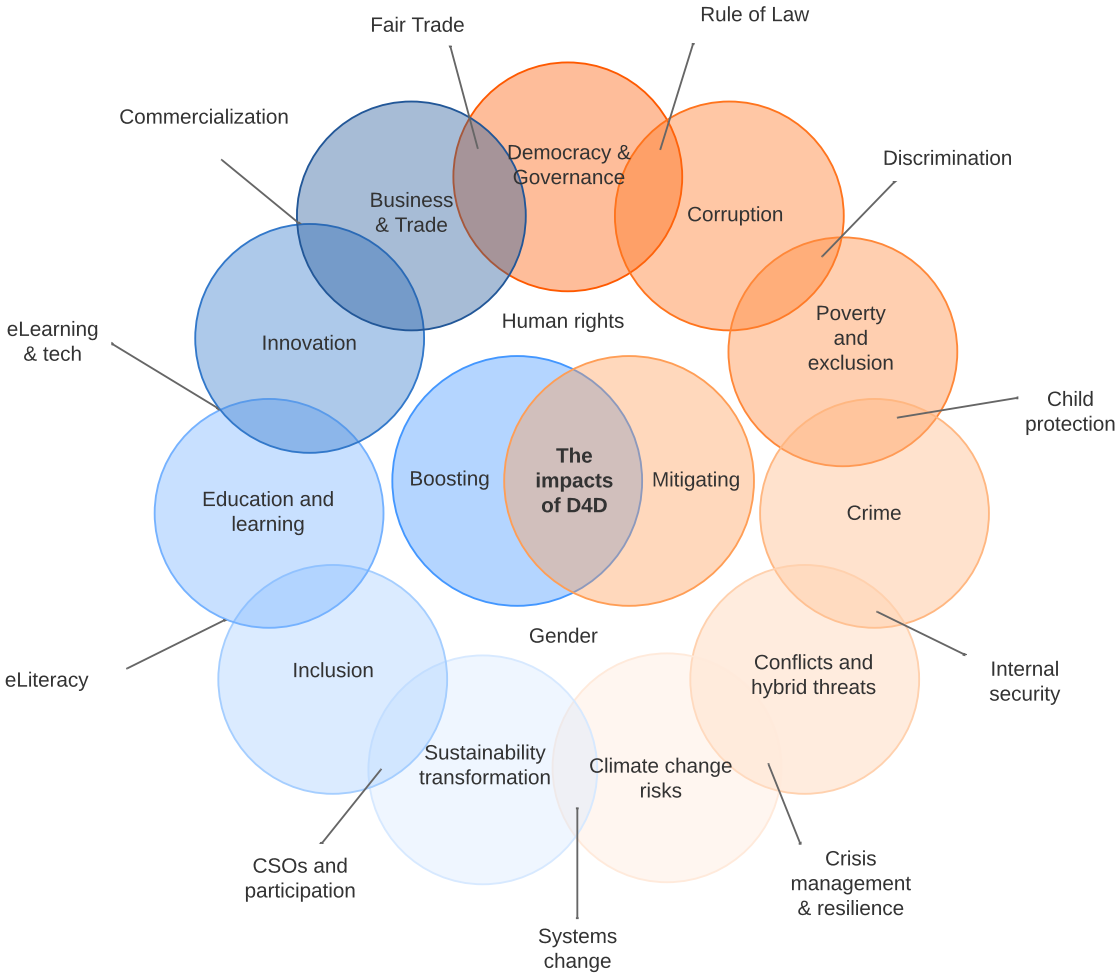 Rule of Law
Fair Trade
Commercialization
Democracy &
Governance
Discrimination
Business
& Trade
Corruption
eLearning
& tech
Innovation
Human rights
Poverty
and
exclusion
Child
protection
Boosting
The
impacts
of D4D
Mitigating
Education and
learning
Crime
Gender
eLiteracy
Inclusion
Conflicts and
hybrid threats
Internal
security
Sustainability
transformation
Climate change
risks
CSOs and
participation
Crisis
management
& resilience
Systems
change